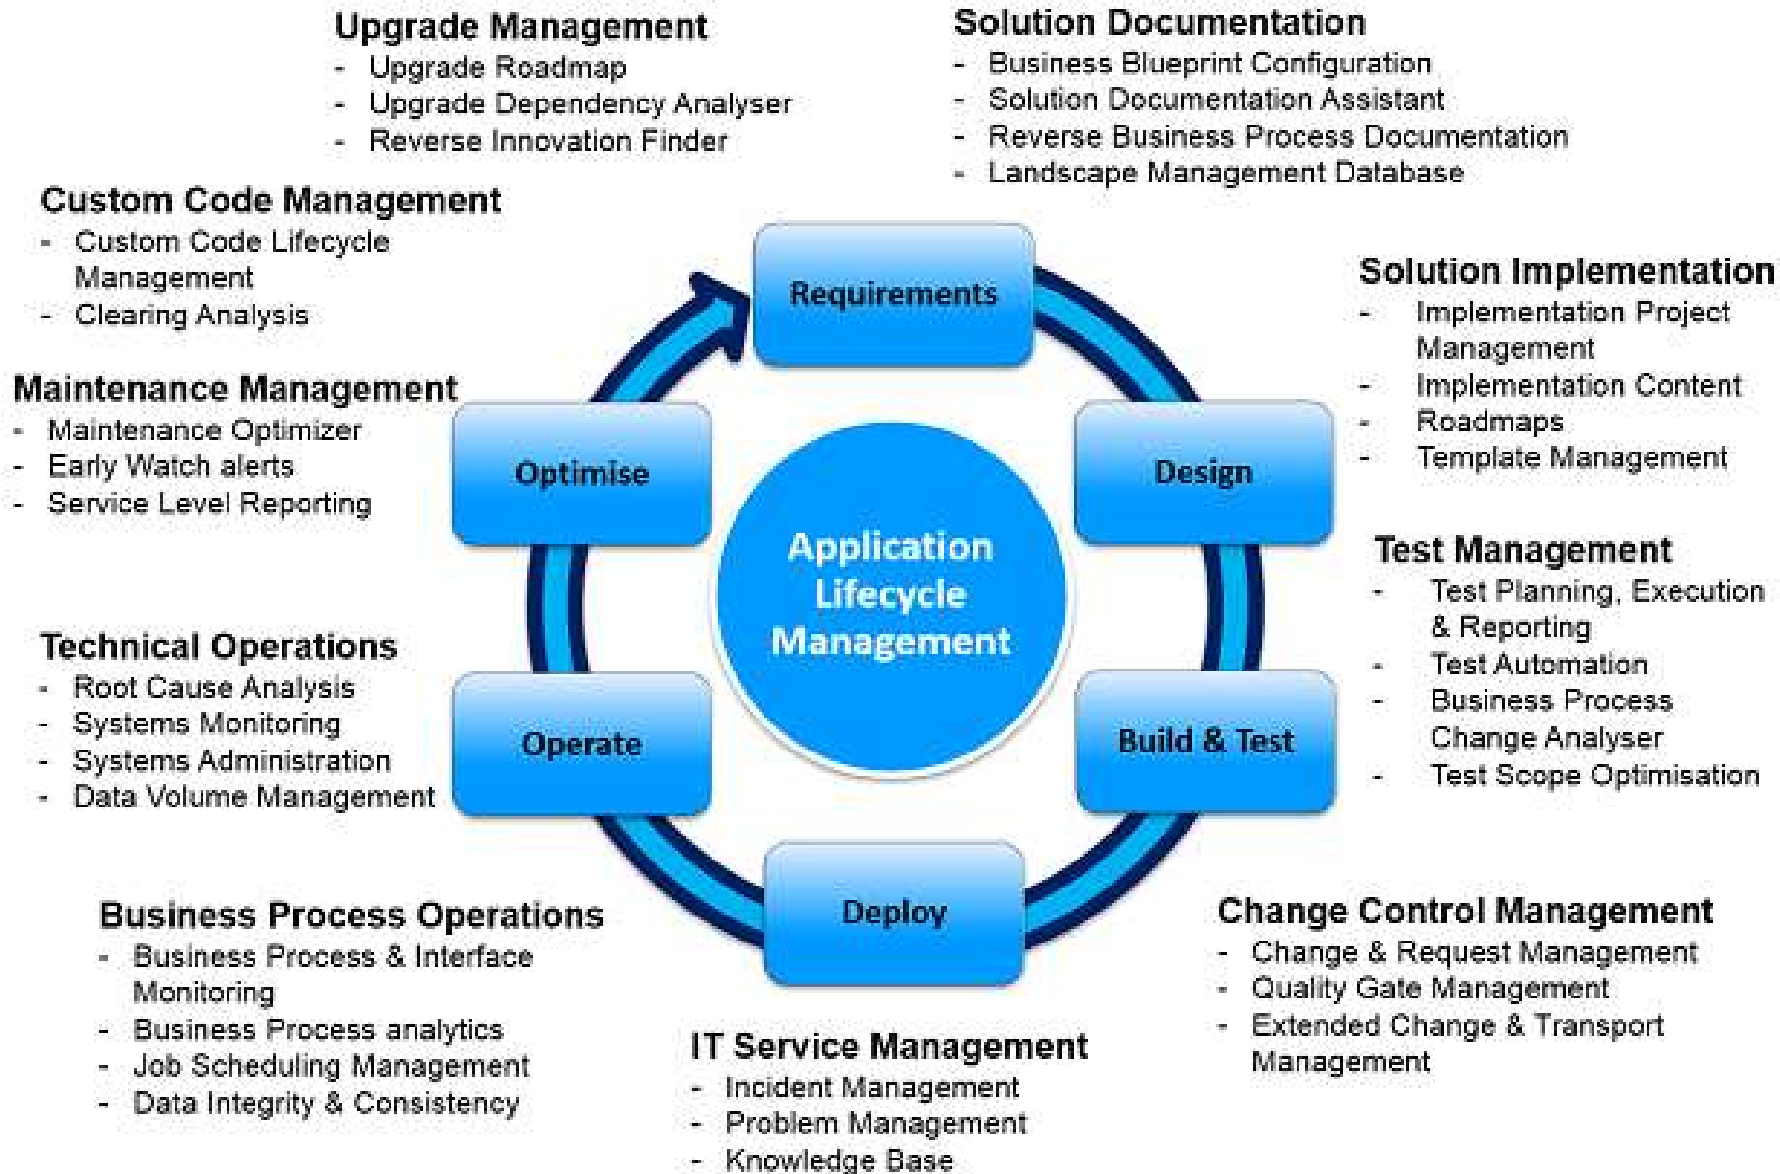 Upgrade Management
- Upgrade Roadmap
- Upgrade Dependency Analyser
- Reverse Innovation Finder
Solution Documentation
- Business Blueprint Configuration
- Solution Documentation Assistant
- Reverse Business Process Documentation
- Landscape Management Database
Custom Code Management
- Custom Code Lifecycle
Management
- Clearing Analysis
Solution Implementation
- Implementation Project
Management
- Implementation Content
- Roadmaps
- Template Management
Maintenance Management
- Maintenance Optimizer
- Early Watch alerts
- Service Level Reporting
Test Management
- Test Planning, Execution
& Reporting
- Test Automation
- Business Process
Change Analyser
- Test Scope Optimisation
Technical Operations
- Root Cause Analysis
- Systems Monitoring
- Systems Administration
- Data Volume Management
Business Process Operations
- Business Process & Interface
Monitoring
- Business Process analytics
- Job Scheduling Management
- Data Integrity & Consistency
IT Service Management
- Incident Management
- Problem Management
- Knowledge Base
Change Control Management
- Change & Request Management
- Quality Gate Management
- Extended Change & Transport
Management
Requirements
Design
Build & Test
Deploy
Operate
Optimise
Application
Lifecycle
Management